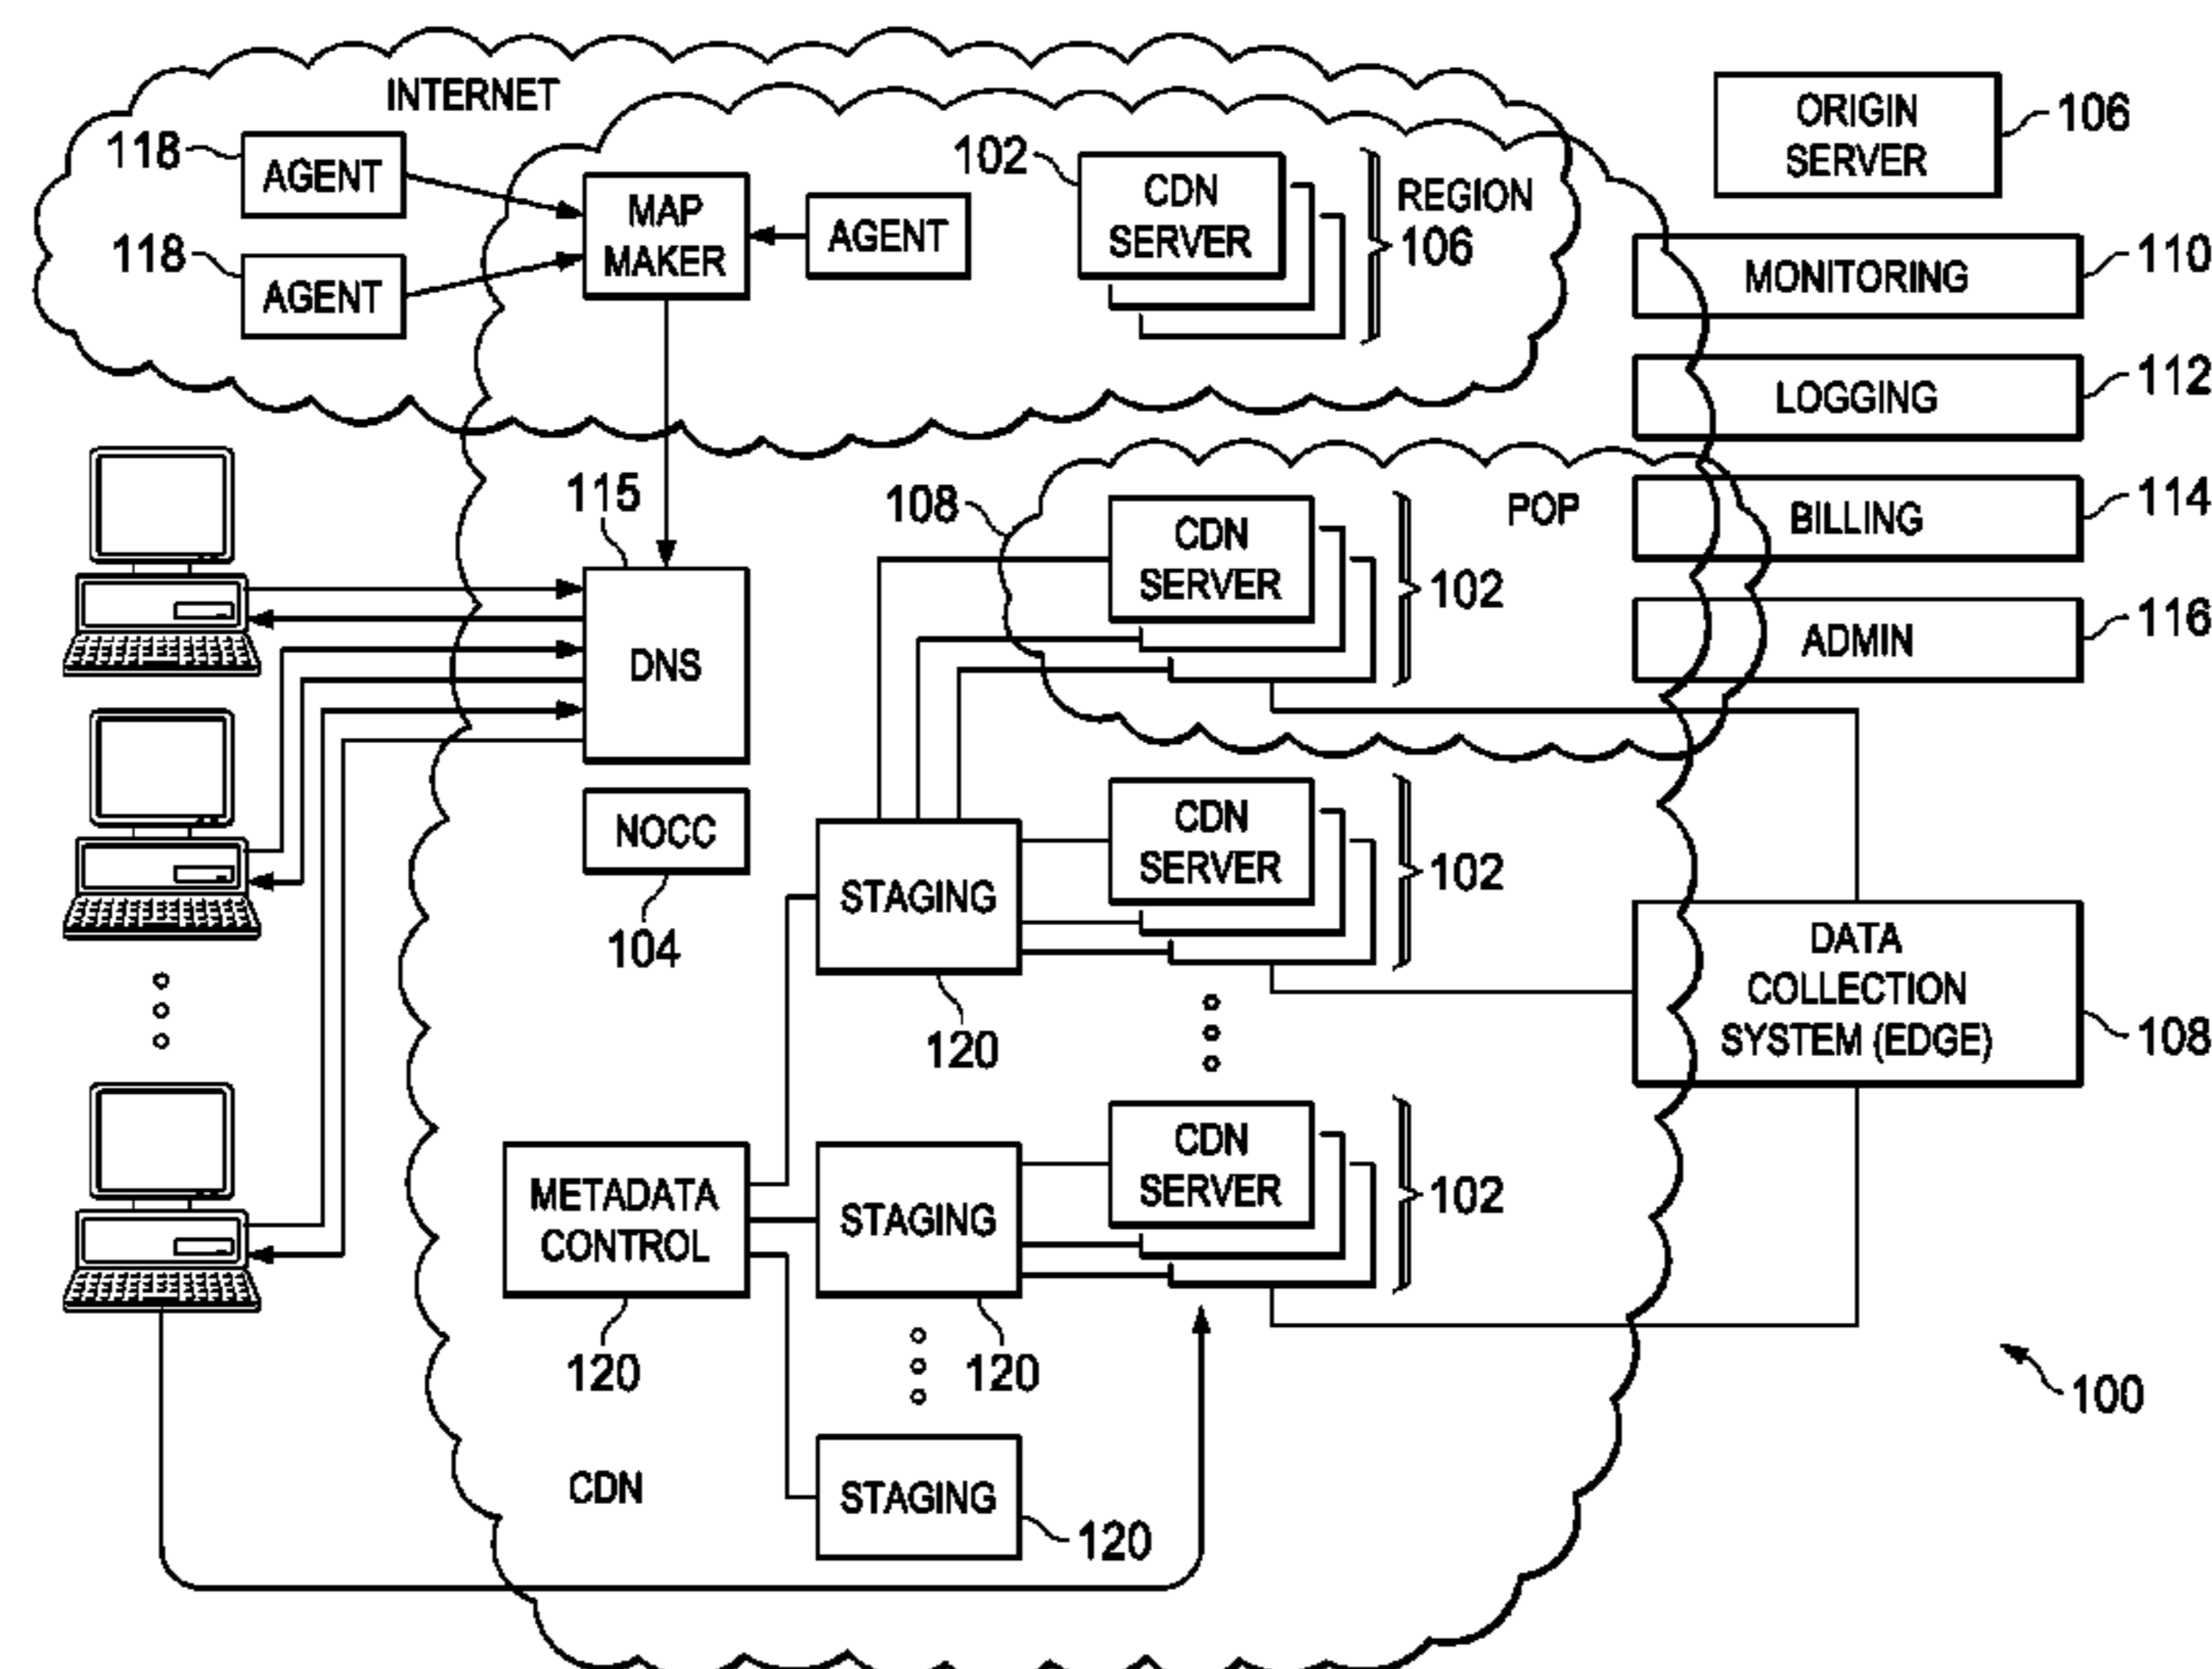 INTERNET
118
AGENT
118
AGENT
MAP
MAKER
AGENT
102
CDN
SERVER
REGION
106
ORIGIN
SERVER
106
MONITORING
110
LOGGING
112
BILLING
114
ADMIN
116
115
DNS
NOCC
104
108
CDN
SERVER
POP
102
STAGING
120
CDN
SERVER
102
DATA
COLLECTION
SYSTEM (EDGE)
108
METADATA
CONTROL
120
STAGING
120
CDN
SERVER
102
CDN
STAGING
120
100